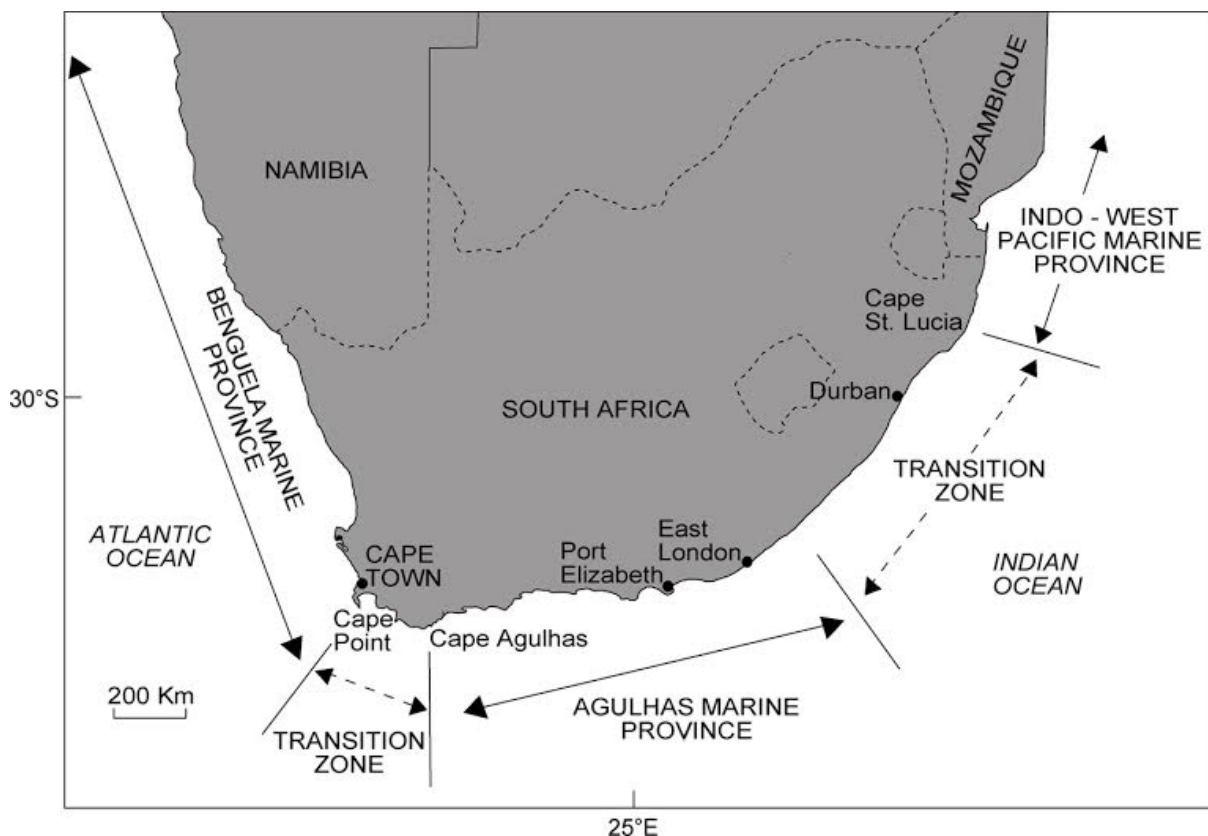 MOZAMBIQUE
NAMIBIA
INDO - WEST
PACIFIC MARINE
PROVINCE
BENGUELA MARINE
PROVINCE
Cape
St. Lucia
30°S
Durban
SOUTH AFRICA
TRANSITION
ZONE
ATLANTIC
OCEAN
CAPE
TOWN
Port
Elizabeth
East
London
INDIAN
OCEAN
Cape
Point
Cape Agulhas
200 Km
AGULHAS MARINE
PROVINCE
TRANSITION
ZONE
25°E